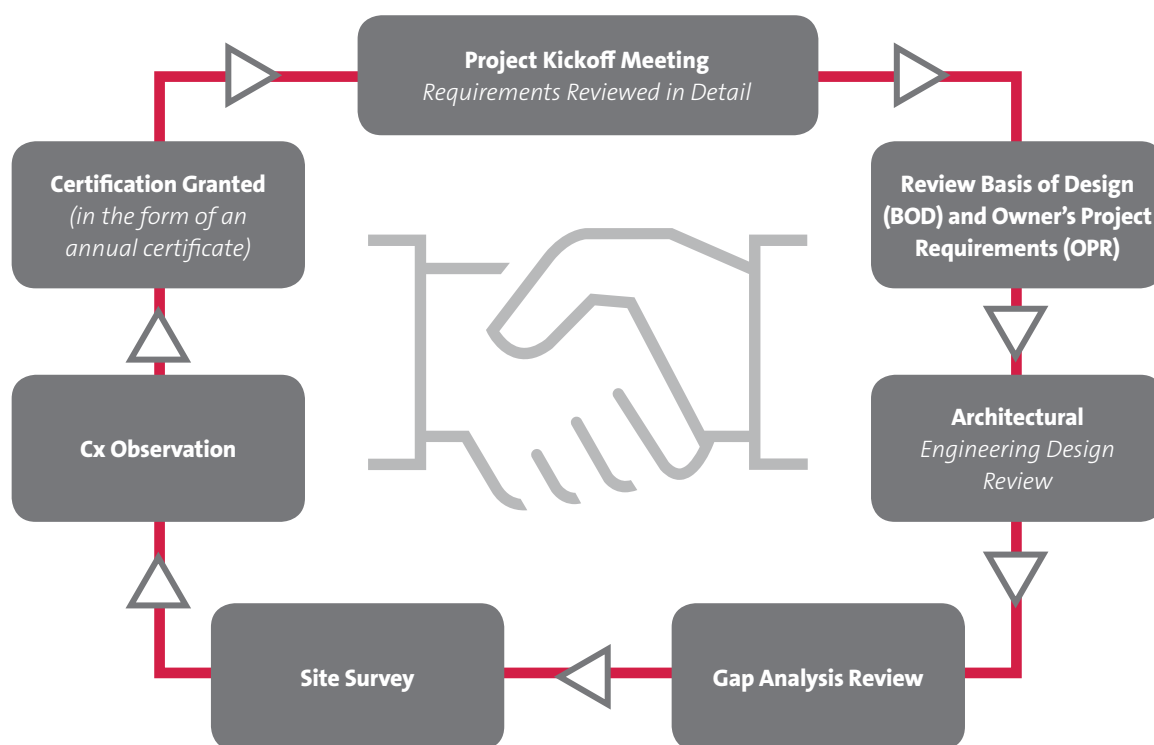 Project Kickoff Meeting
Requirements Reviewed in Detail
Review Basis of Design
(BOD) and Owner’s Project
Requirements (OPR)
Architectural
Engineering Design
Review
Gap Analysis Review
Site Survey
Cx Observation
Certification Granted
(in the form of an
annual certificate)